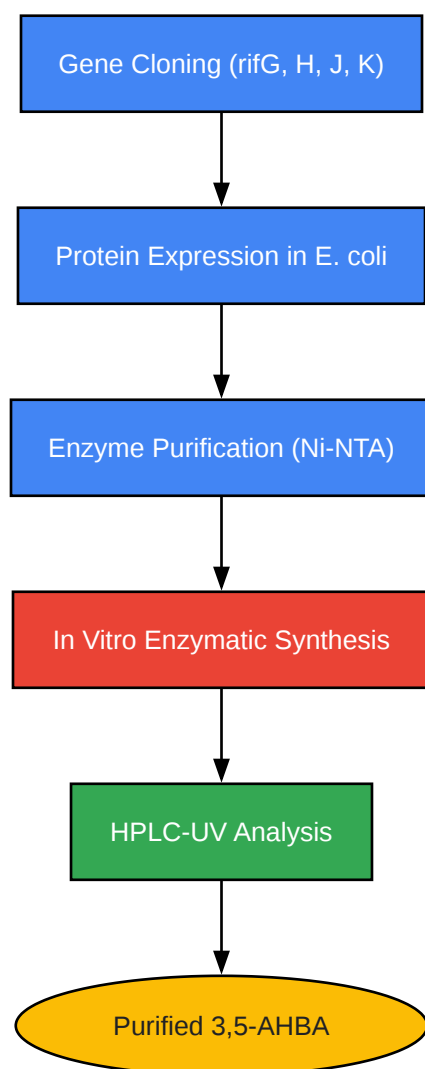 Gene Cloning (rifG, H, J, K)
Protein Expression in E. coli
Enzyme Purification (Ni-NTA)
In Vitro Enzymatic Synthesis
HPLC-UV Analysis
Purified 3,5-AHBA